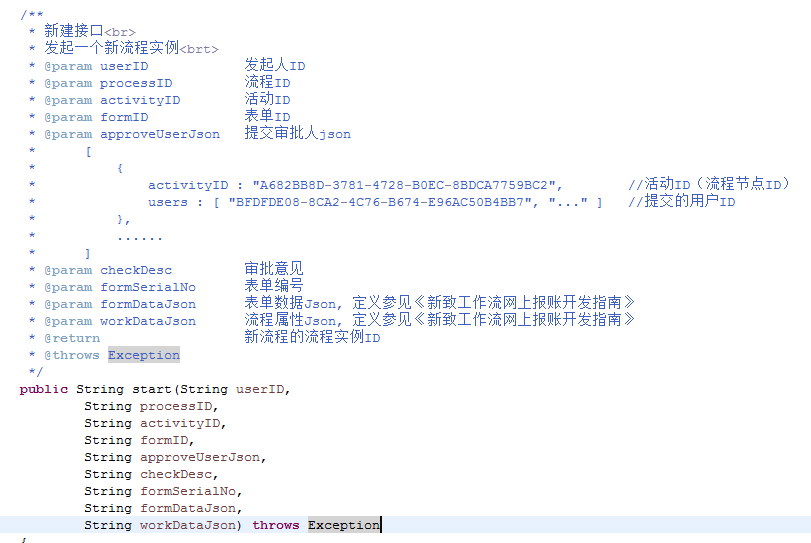 /**
 * 新建接口<br>
 * 发起一个新流程实例<brt>
 * @param userID 发起人ID
 * @param processID 流程ID
 * @param activityID 活动ID
 * @param formID 表单ID
 * @param approveUserJson 提交审批人json
 * [
 * {
 * activityID : "A682BB8D-3781-4728-B0EC-8BDCA7759BC2", //活动ID（流程节点ID）
 * users : [ "BFDFDE08-8CA2-4C76-B674-E96AC50B4BB7", "..." ] //提交的用户ID
 * },
 * ......
 * ]
 * @param checkDesc 审批意见
 * @param formSerialNo 表单编号
 * @param formDataJson 表单数据Json, 定义参见《新致工作流网上报账开发指南》
 * @param workDataJson 流程属性Json, 定义参见《新致工作流网上报账开发指南》
 * @return 新流程的流程实例ID
 * @throws Exception
 */
public String start(String userID,
String processID,
String activityID,
String formID,
String approveUserJson,
String checkDesc,
String formSerialNo,
String formDataJson,
String workDataJson) throws Exception
{